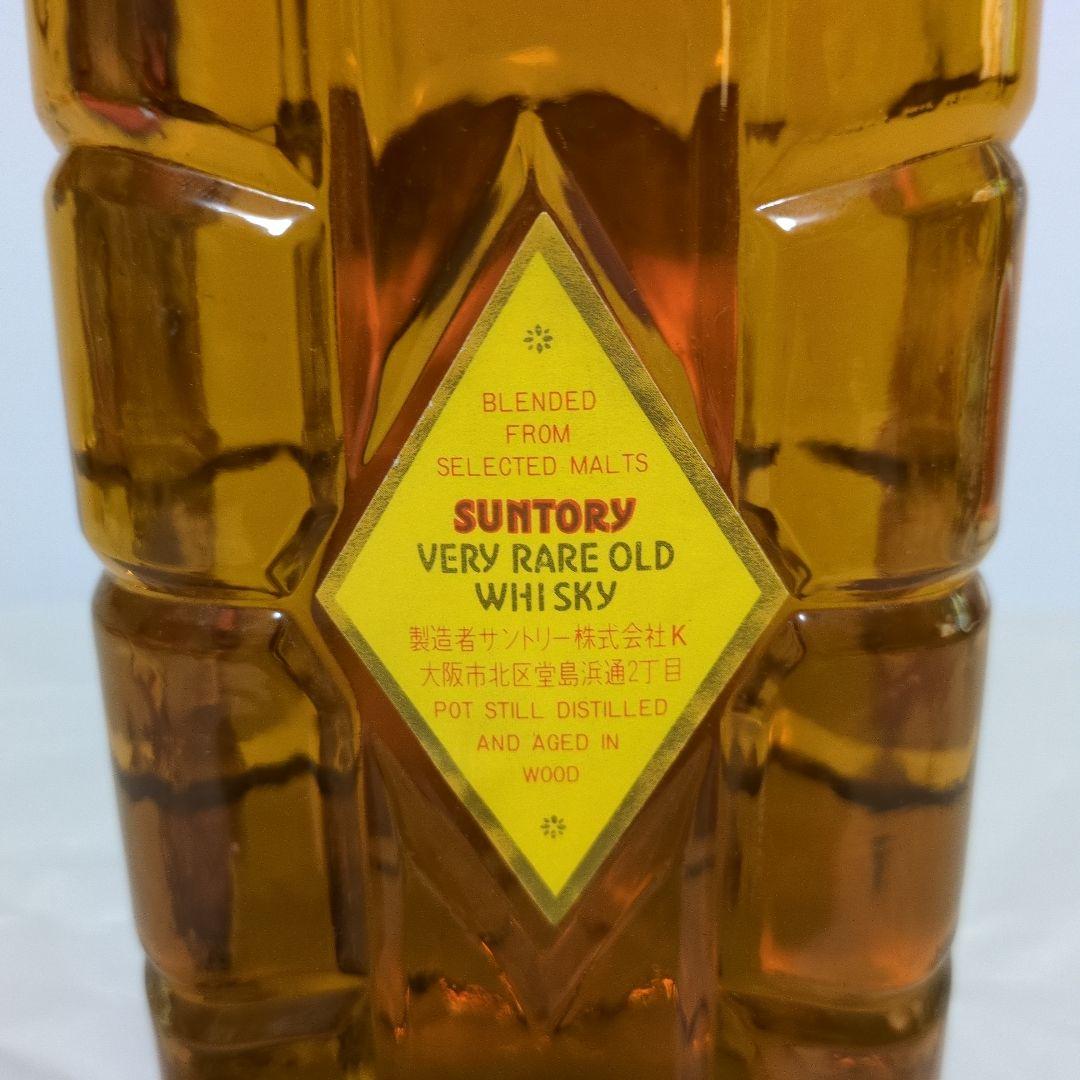 BLENDED
FROM
SELECTED MALTS
SUNTORY
VERY RARE OLD
WHISKY
製造者サントリー株式会社K
大阪市北区堂島浜通2丁目
POT STILL DISTILLED
AND AGED IN
WOOD